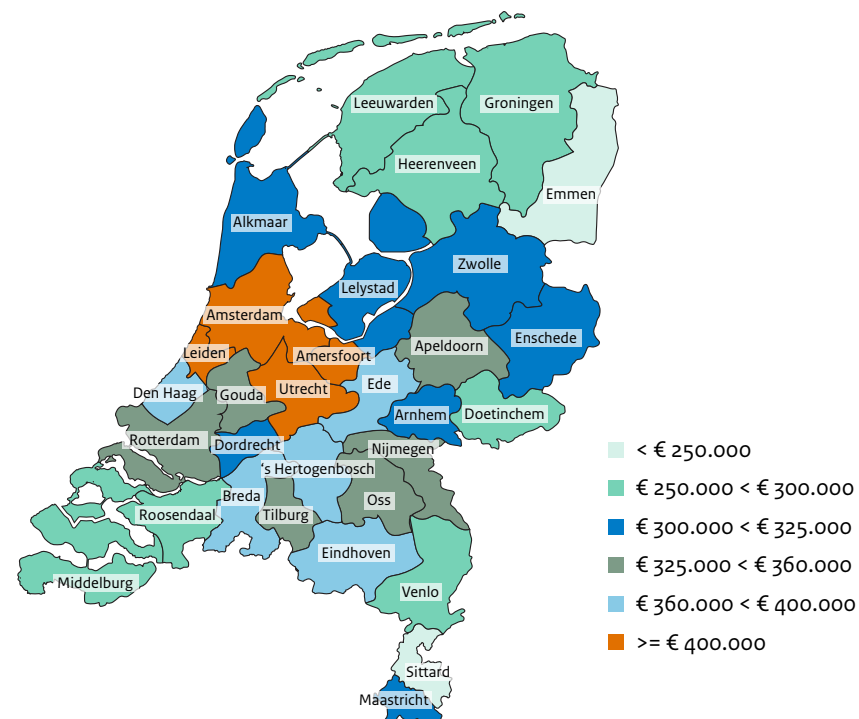 Leeuwarden
Groningen
Heerenveen
Emmen
Alkmaar
Zwolle
Lelystad
Amsterdam
Enschede
Apeldoorn
Leiden
Amersfoort
Ede
Utrecht
Den Haag
Gouda
Arnhem
Doetinchem
Rotterdam
Dordrecht
Nijmegen
's Hertogenbosch
Breda
Oss
Roosendaal
Tilburg
Eindhoven
Middelburg
Venlo
Sittard
Maastricht
< € 250.000
€ 250.000 < € 300.000
€ 300.000 < € 325.000
€ 325.000 < € 360.000
€ 360.000 < € 400.000
>= € 400.000